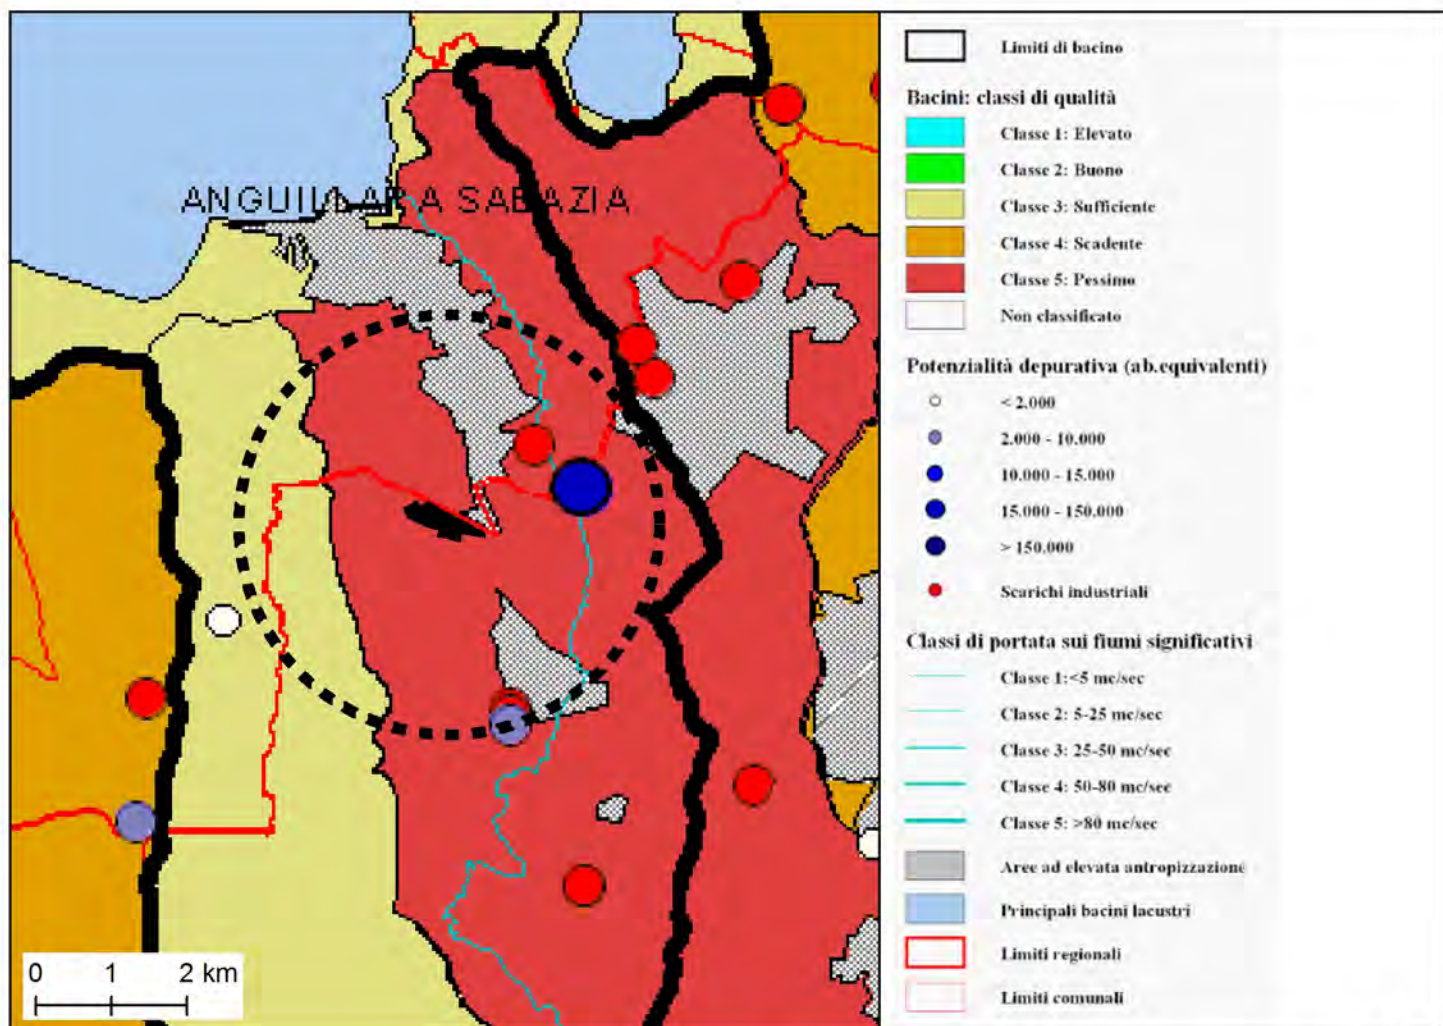 ANGUILLARA SABAZIA
0 1 2 km
Limiti di bacino
Bacini: classi di qualità
Classe 1: Elevato
Classe 2: Buono
Classe 3: Sufficiente
Classe 4: Scadente
Classe 5: Pessimo
Non classificato
Potenzialità depurativa (ab.equivalenti)
< 2.000
2.000 - 10.000
10.000 - 15.000
15.000 - 150.000
> 150.000
Scarichi industriali
Classi di portata sui fiumi significativi
Classe 1:<5 mc/sec
Classe 2: 5-25 mc/sec
Classe 3: 25-50 mc/sec
Classe 4: 50-80 mc/sec
Classe 5: >80 mc/sec
Aree ad elevata antropizzazione
Principali bacini lacustri
Limiti regionali
Limiti comunali